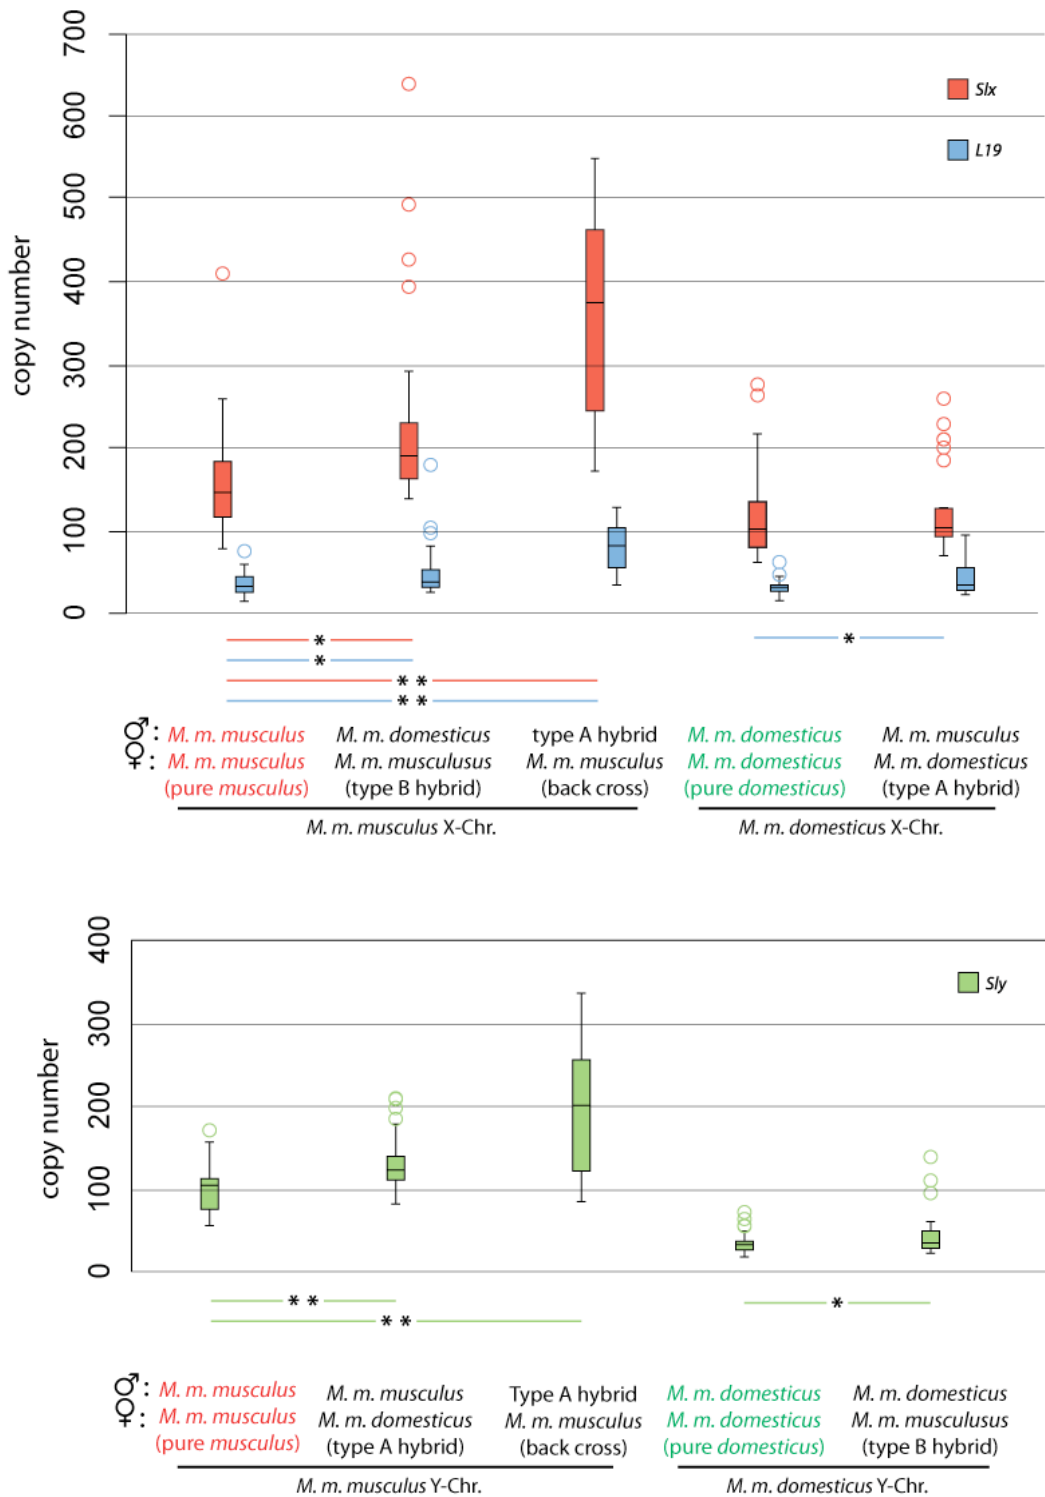 700
600
500
400
300
200
100
0
copy number
Slx
L19
*
*
* *
* *
*
♂: M. m. musculus M. m. domesticus type A hybrid M. m. domesticus M. m. musculus
♀: M. m. musculus M. m. musculusus M. m. musculus M. m. domesticus M. m. domesticus
(pure musculus) (type B hybrid) (back cross) (pure domesticus) (type A hybrid)
M. m. musculus X-Chr. M. m. domesticus X-Chr.
400
300
200
100
0
copy number
Sly
* *
* *
*
♂: M. m. musculus M. m. musculus Type A hybrid M. m. domesticus M. m. domesticus
♀: M. m. musculus M. m. domesticus M. m. musculus M. m. domesticus M. m. musculusus
(pure musculus) (type A hybrid) (back cross) (pure domesticus) (type B hybrid)
M. m. musculus Y-Chr. M. m. domesticus Y-Chr.